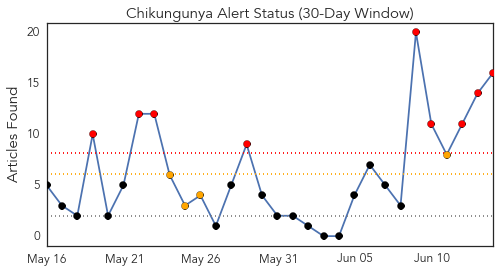 Chikungunya Alert Status (30-Day Window)
Articles Found
20
15
10
5
0
May 16 May 21 May 26 May 31 Jun 05 Jun 10